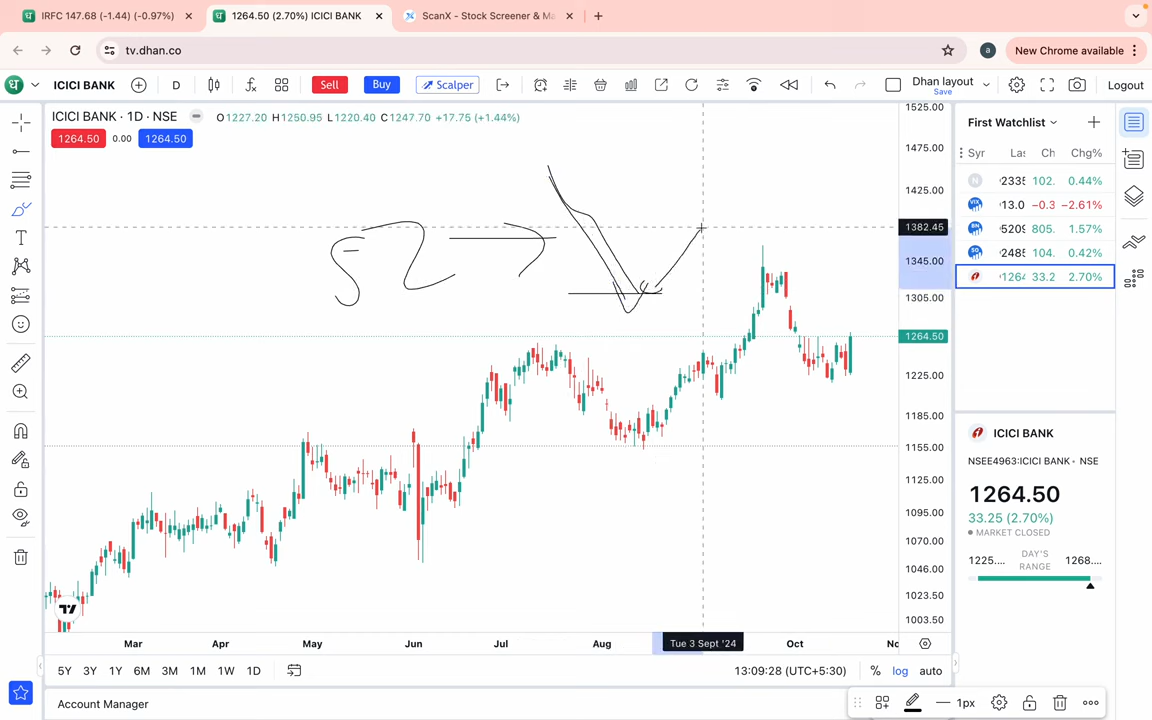 IRFC 147.68 (-1.44) (-0.97%)
1264.50 (2.70%) ICICI BANK
ScanX - Stock Screener & Ma
tv.dhan.co
a
New Chrome available
ICICI BANK
D
Sell
Buy
Scalper
Dhan layout
Save
Logout
ICICI BANK · 1D · NSE
O1227.20 H1250.95 L1220.40 C1247.70 +17.75 (+1.44%)
1264.50 0.00 1264.50
1525.00
1475.00
1425.00
1382.45
1345.00
1305.00
1264.50
1225.00
1185.00
1155.00
1125.00
1095.00
1070.00
1046.00
1023.50
1003.50
52
Mar Apr May Jun Jul Aug Tue 3 Sept '24 Oct
5Y 3Y 1Y 6M 3M 1M 1W 1D
13:09:28 (UTC+5:30) % log auto
Account Manager
1px
First Watchlist
Syr Las Ch Chg%
102. 0.44%
13.0 −0.3 −2.61%
805. 1.57%
104. 0.42%
33.2 2.70%
ICICI BANK
NSEE4963:ICICI BANK • NSE
1264.50
33.25 (2.70%)
MARKET CLOSED
1225.... DAY'S RANGE 1268....